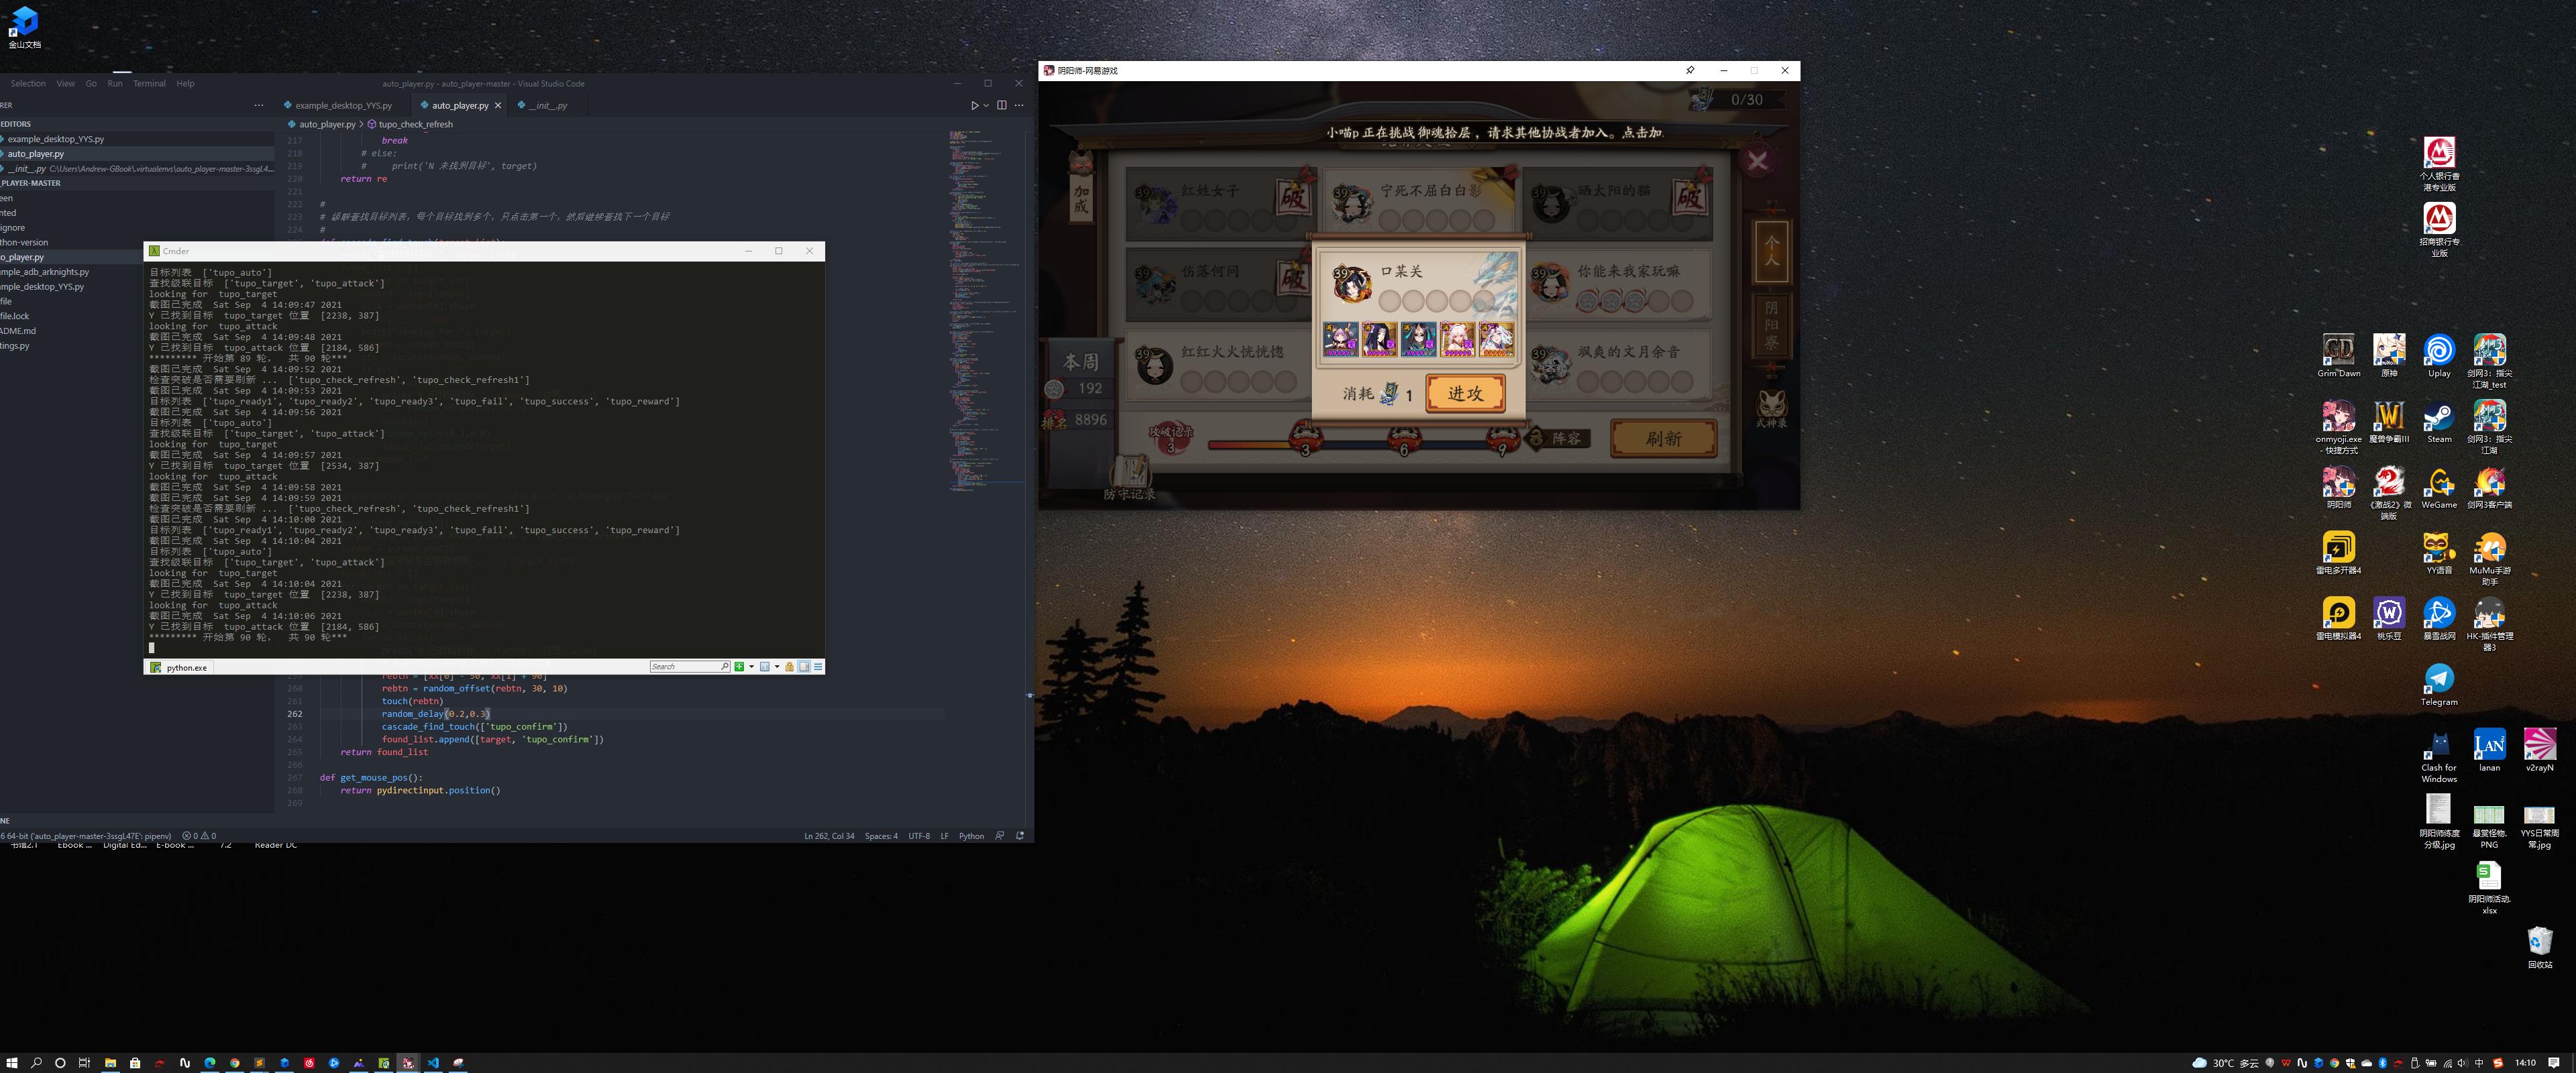 金山文档
Selection View Go Run Terminal Help
auto_player.py - auto_player-master - Visual Studio Code
RER
example_desktop_YYS.py
auto_player.py
__init__.py
EDITORS
example_desktop_YYS.py
auto_player.py
__init__.py C:\Users\Andrew-GBook\.virtualenvs\auto_player-master-3ssgL4...
_PLAYER-MASTER
een
nted
ignore
thon-version
o_player.py
mple_adb_arknights.py
mple_desktop_YYS.py
file
file.lock
ADME.md
tings.py
NE
auto_player.py > tupo_check_refresh
217 break
218 # else:
219 # print('N 未找到目标', target)
220 return re
221
222 #
223 # 级联查找目标列表，每个目标找到多个，只点击第一个，然后继续查找下一个目标
224 #
Cmder
目标列表 ['tupo_auto']
查找级联目标 ['tupo_target', 'tupo_attack']
looking for tupo_target
截图已完成 Sat Sep 4 14:09:47 2021
Y 已找到目标 tupo_target 位置 [2238, 387]
looking for tupo_attack
截图已完成 Sat Sep 4 14:09:48 2021
Y 已找到目标 tupo_attack 位置 [2184, 586]
********* 开始第 89 轮， 共 90 轮***
截图已完成 Sat Sep 4 14:09:52 2021
检查突破是否需要刷新 ... ['tupo_check_refresh', 'tupo_check_refresh1']
截图已完成 Sat Sep 4 14:09:53 2021
目标列表 ['tupo_ready1', 'tupo_ready2', 'tupo_ready3', 'tupo_fail', 'tupo_success', 'tupo_reward']
截图已完成 Sat Sep 4 14:09:56 2021
目标列表 ['tupo_auto']
查找级联目标 ['tupo_target', 'tupo_attack']
looking for tupo_target
截图已完成 Sat Sep 4 14:09:57 2021
Y 已找到目标 tupo_target 位置 [2534, 387]
looking for tupo_attack
截图已完成 Sat Sep 4 14:09:58 2021
截图已完成 Sat Sep 4 14:09:59 2021
检查突破是否需要刷新 ... ['tupo_check_refresh', 'tupo_check_refresh1']
截图已完成 Sat Sep 4 14:10:00 2021
目标列表 ['tupo_ready1', 'tupo_ready2', 'tupo_ready3', 'tupo_fail', 'tupo_success', 'tupo_reward']
截图已完成 Sat Sep 4 14:10:04 2021
目标列表 ['tupo_auto']
查找级联目标 ['tupo_target', 'tupo_attack']
looking for tupo_target
截图已完成 Sat Sep 4 14:10:04 2021
Y 已找到目标 tupo_target 位置 [2238, 387]
looking for tupo_attack
截图已完成 Sat Sep 4 14:10:06 2021
Y 已找到目标 tupo_attack 位置 [2184, 586]
********* 开始第 90 轮， 共 90 轮***
python.exe
Search
260 rebtn = random_offset(rebtn, 30, 10)
261 touch(rebtn)
262 random_delay(0.2,0.3)
263 cascade_find_touch(['tupo_confirm'])
264 found_list.append([target, 'tupo_confirm'])
265 return found_list
266
267 def get_mouse_pos():
268 return pydirectinput.position()
269
6 64-bit ('auto_player-master-3ssgL47E': pipenv) 0 0
Ln 262, Col 34 Spaces: 4 UTF-8 LF Python
书馆2.1 Ebook ... Digital Ed... E-book ... 7.2 Reader DC
阴阳师-网易游戏
0/30
小喵p 正在挑战 御魂拾层 ，请求其他协战者加入。点击加
加成
39 红姓女子 破
39 宁死不屈白白影
39 晒太阳的猫 破
39 伤落何问 破
39 口某关
39 你能来我家玩嘛
39 红红火火恍恍惚
39 飒爽的文月余音
消耗 1 进攻
个人
阴阳寮
式神录
本周
192
排名 8896
攻破记录
3
3 6 9
阵容
刷新
防守记录
个人银行香港专业版
招商银行专业版
Grim Dawn
原神
Uplay
剑网3：指尖江湖_test
onmyoji.exe - 快捷方式
魔兽争霸III
Steam
剑网3：指尖江湖
阴阳师
《激战2》微端版
WeGame
剑网3客户端
雷电多开器4
YY语音
MuMu手游助手
雷电模拟器4
桃乐豆
暴雪战网
HK-插件管理器3
Telegram
Clash for Windows
lanan
v2rayN
阴阳师练度分级.jpg
悬赏怪物.PNG
YYS日常周常.jpg
阴阳师活动.xlsx
回收站
30°C 多云
中
14:10